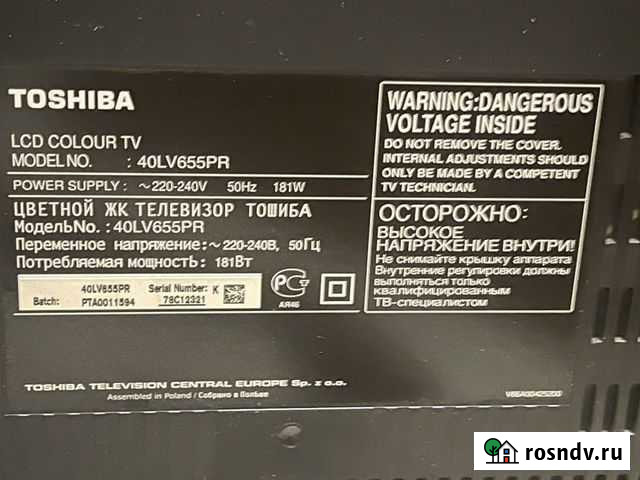 TOSHIBA
LCD COLOUR TV
MODEL NO. : 40LV655PR
POWER SUPPLY : ~220-240V 50Hz 181W
ЦВЕТНОЙ ЖК ТЕЛЕВИЗОР ТОШИБА
МодельNo. : 40LV655PR
Переменное напряжение: ~220-240В, 50Гц
Потребляемая мощность: 181Вт
40LV655PR Serial Number: K
Batch: PTA0011594 78C12321
АЯ46
WARNING:DANGEROUS
VOLTAGE INSIDE
DO NOT REMOVE THE COVER.
INTERNAL ADJUSTMENTS SHOULD
ONLY BE MADE BY A COMPETENT
TV TECHNICIAN.
ОСТОРОЖНО:
ВЫСОКОЕ
НАПРЯЖЕНИЕ ВНУТРИ!
Не снимайте крышку аппарата
Внутренние регулировки должны
выполняться только
квалифицированным
ТВ-специалистом
TOSHIBA TELEVISION CENTRAL EUROPE Sp. z o.o.
Assembled in Poland / Собрано в Польше
rosndv.ru